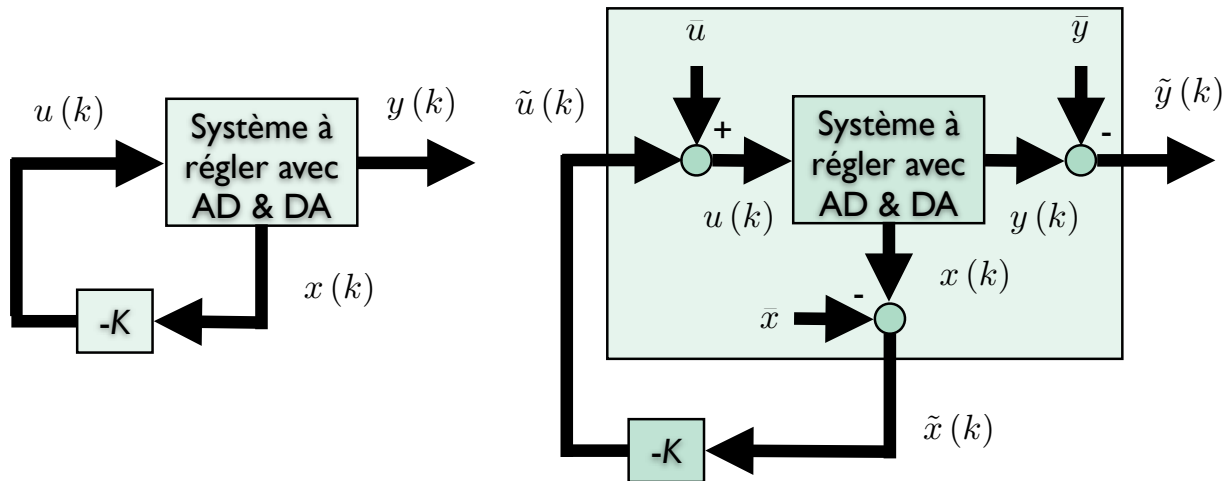 u (k)
y (k)
Système à
régler avec
AD & DA
x (k)
-K
ū
ȳ
ũ (k)
ỹ (k)
+
-
Système à
régler avec
AD & DA
u (k)
y (k)
x (k)
-
x̄
x̃ (k)
-K